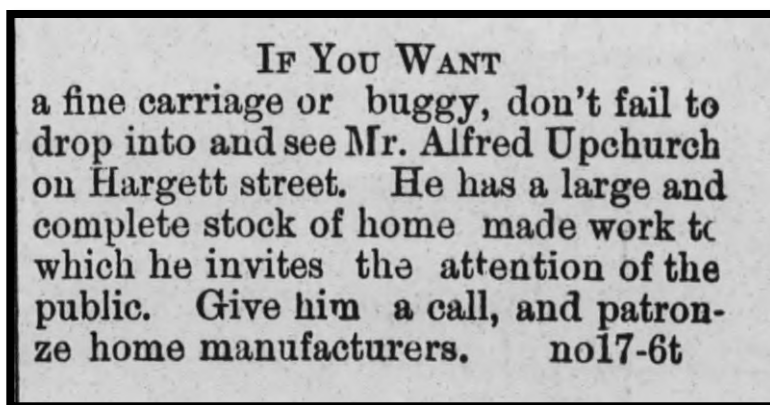 IF YOU WANT
a fine carriage or buggy, don't fail to
drop into and see Mr. Alfred Upchurch
on Hargett street. He has a large and
complete stock of home made work to
which he invites the attention of the
public. Give him a call, and patron-
ze home manufacturers. no17-6t